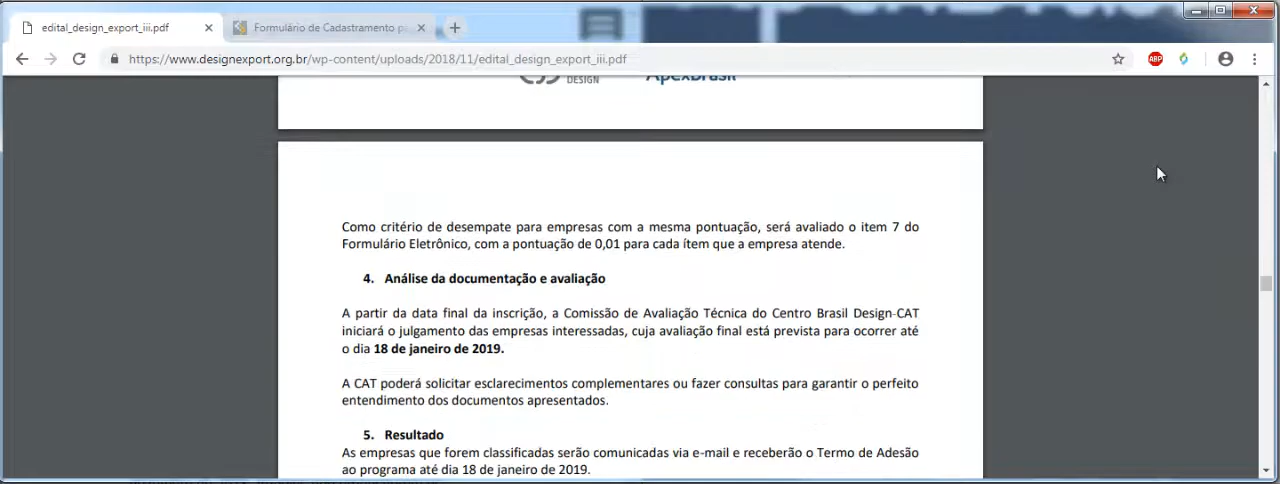 edital_design_export_iii.pdf
Formulário de Cadastramento p
https://www.designexport.org.br/wp-content/uploads/2018/11/edital_design_export_iii.pdf
ABP
DESIGN
ApexBrasil
Como critério de desempate para empresas com a mesma pontuação, será avaliado o item 7 do
Formulário Eletrônico, com a pontuação de 0,01 para cada ítem que a empresa atende.
4. Análise da documentação e avaliação
A partir da data final da inscrição, a Comissão de Avaliação Técnica do Centro Brasil Design-CAT
iniciará o julgamento das empresas interessadas, cuja avaliação final está prevista para ocorrer até
o dia 18 de janeiro de 2019.
A CAT poderá solicitar esclarecimentos complementares ou fazer consultas para garantir o perfeito
entendimento dos documentos apresentados.
5. Resultado
As empresas que forem classificadas serão comunicadas via e-mail e receberão o Termo de Adesão
ao programa até dia 18 de janeiro de 2019.